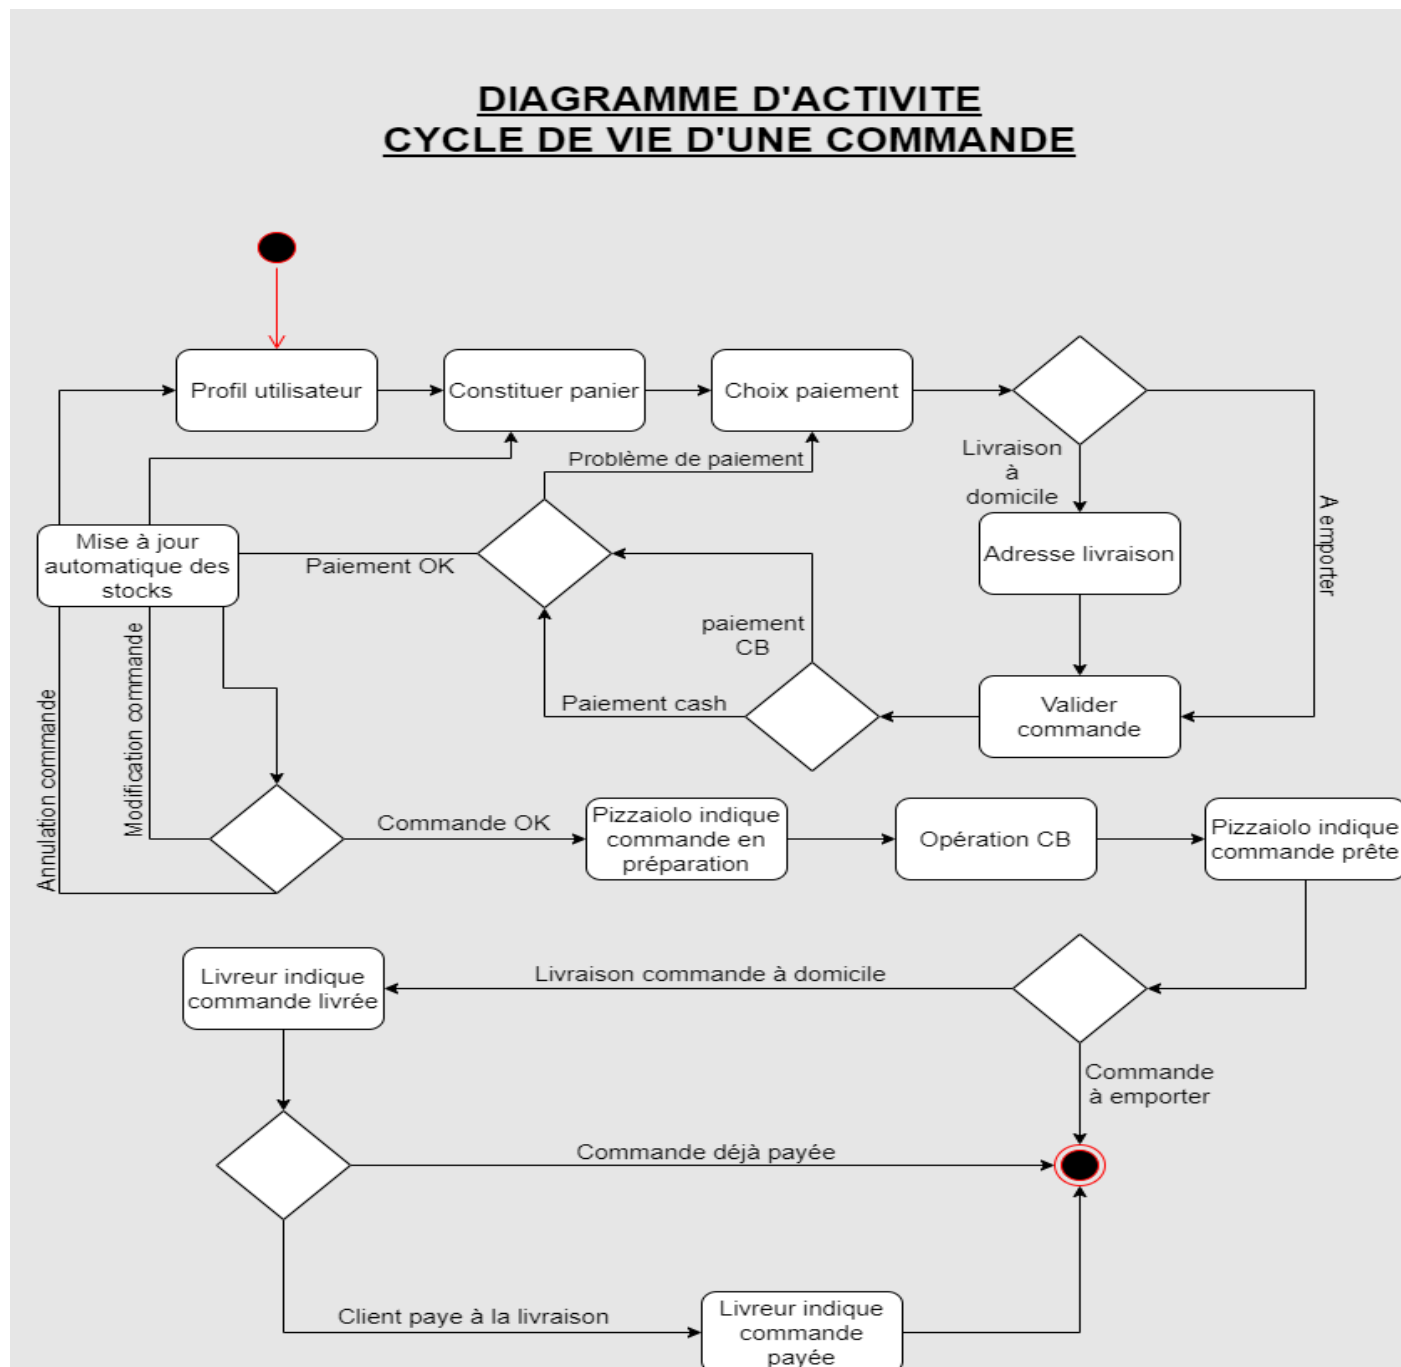 DIAGRAMME D'ACTIVITE
CYCLE DE VIE D'UNE COMMANDE
Profil utilisateur
Constituer panier
Choix paiement
Problème de paiement
Livraison
à
domicile
A emporter
Mise à jour
automatique des
stocks
Paiement OK
Adresse livraison
paiement
CB
Paiement cash
Valider
commande
Annulation commande
Modification commande
Commande OK
Pizzaiolo indique
commande en
préparation
Opération CB
Pizzaiolo indique
commande prête
Livreur indique
commande livrée
Livraison commande à domicile
Commande
à emporter
Commande déjà payée
Client paye à la livraison
Livreur indique
commande
payée